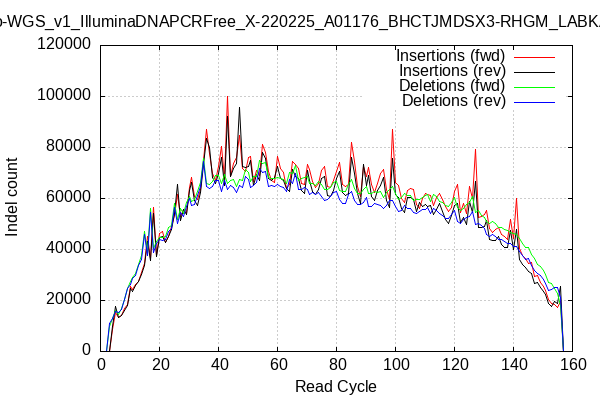 o-WGS_v1_IlluminaDNAPCRFree_X-220225_A01176_BHCTJMDSX3-RHGM_LABK
120000
100000
80000
60000
40000
20000
0
Indel count
Insertions (fwd)
Insertions (rev)
Deletions (fwd)
Deletions (rev)
0 20 40 60 80 100 120 140 160
Read Cycle